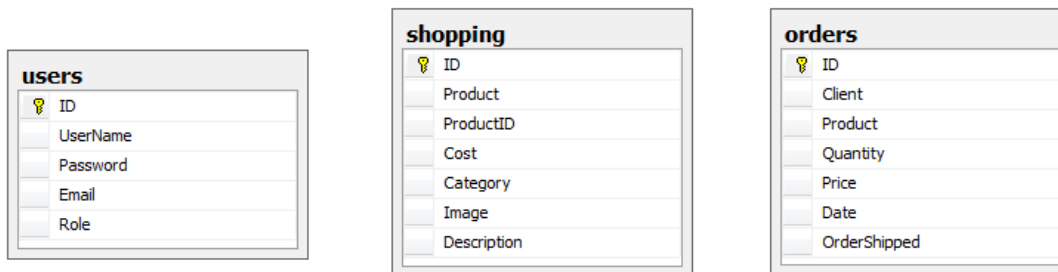 users
ID
UserName
Password
Email
Role
shopping
ID
Product
ProductID
Cost
Category
Image
Description
orders
ID
Client
Product
Quantity
Price
Date
OrderShipped